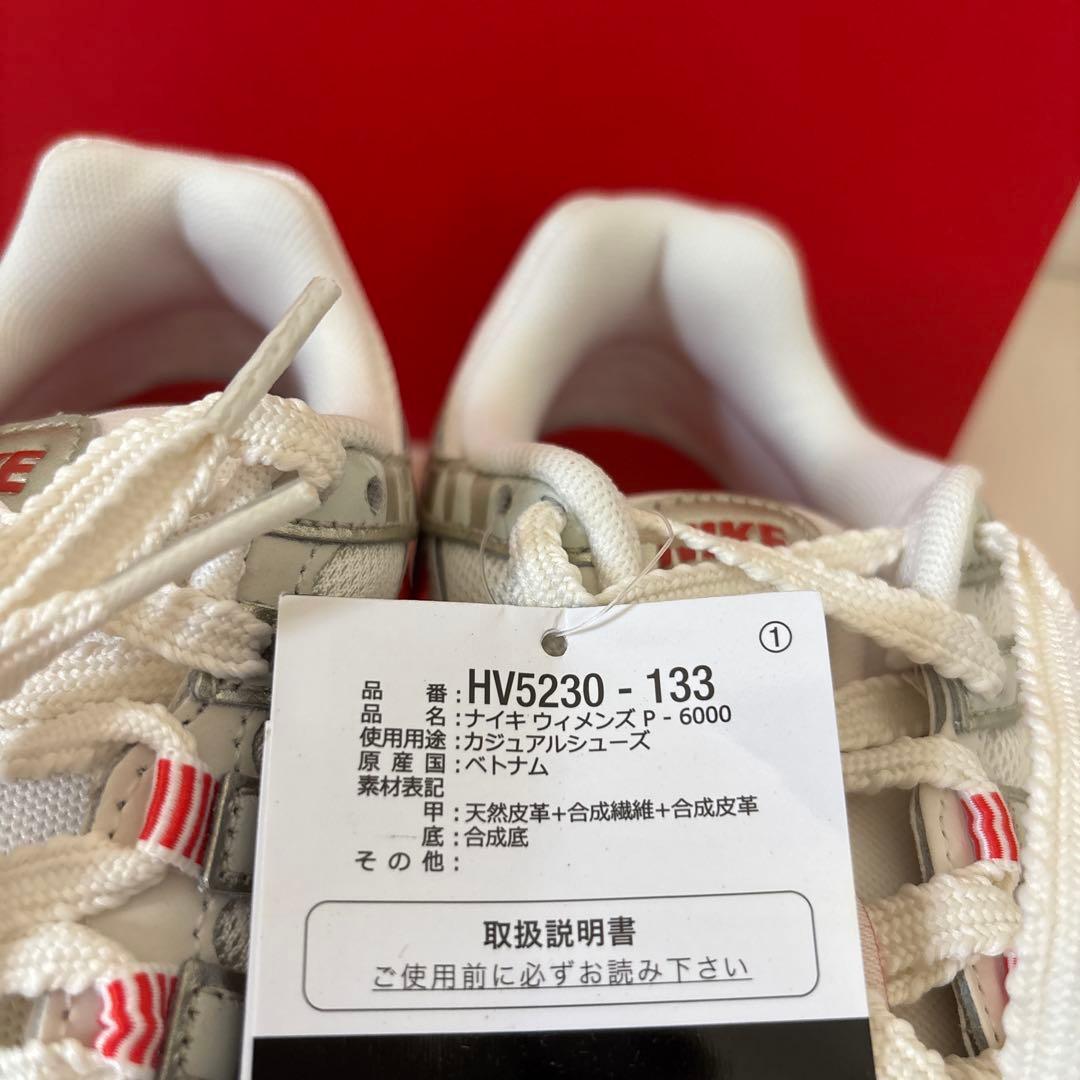 KE
NIKE
①
品番:HV5230 - 133
品名:ナイキ ウィメンズ P - 6000
使用用途:カジュアルシューズ
原産国:ベトナム
素材表記
甲:天然皮革+合成繊維+合成皮革
底:合成底
その他:
取扱説明書
ご使用前に必ずお読み下さい